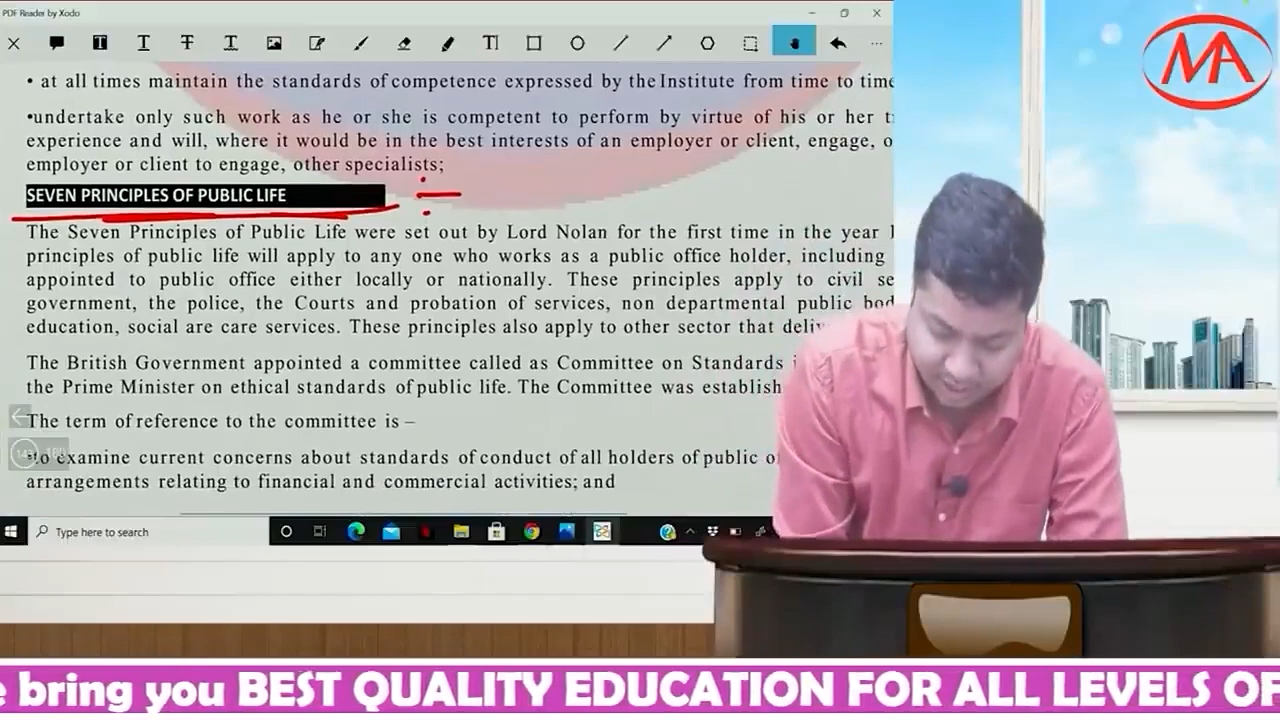 PDF Reader by Xodo
• at all times maintain the standards of competence expressed by the Institute from time to time
•undertake only such work as he or she is competent to perform by virtue of his or her
experience and will, where it would be in the best interests of an employer or client, engage,
employer or client to engage, other specialists;
SEVEN PRINCIPLES OF PUBLIC LIFE
The Seven Principles of Public Life were set out by Lord Nolan for the first time in the year
principles of public life will apply to any one who works as a public office holder, including
appointed to public office either locally or nationally. These principles apply to civil
government, the police, the Courts and probation of services, non departmental public
education, social are care services. These principles also apply to other sector that
The British Government appointed a committee called as Committee on Standards
the Prime Minister on ethical standards of public life. The Committee was
The term of reference to the committee is –
•to examine current concerns about standards of conduct of all holders of public
arrangements relating to financial and commercial activities; and
Type here to search
MA
bring you BEST QUALITY EDUCATION FOR ALL LEVELS OF